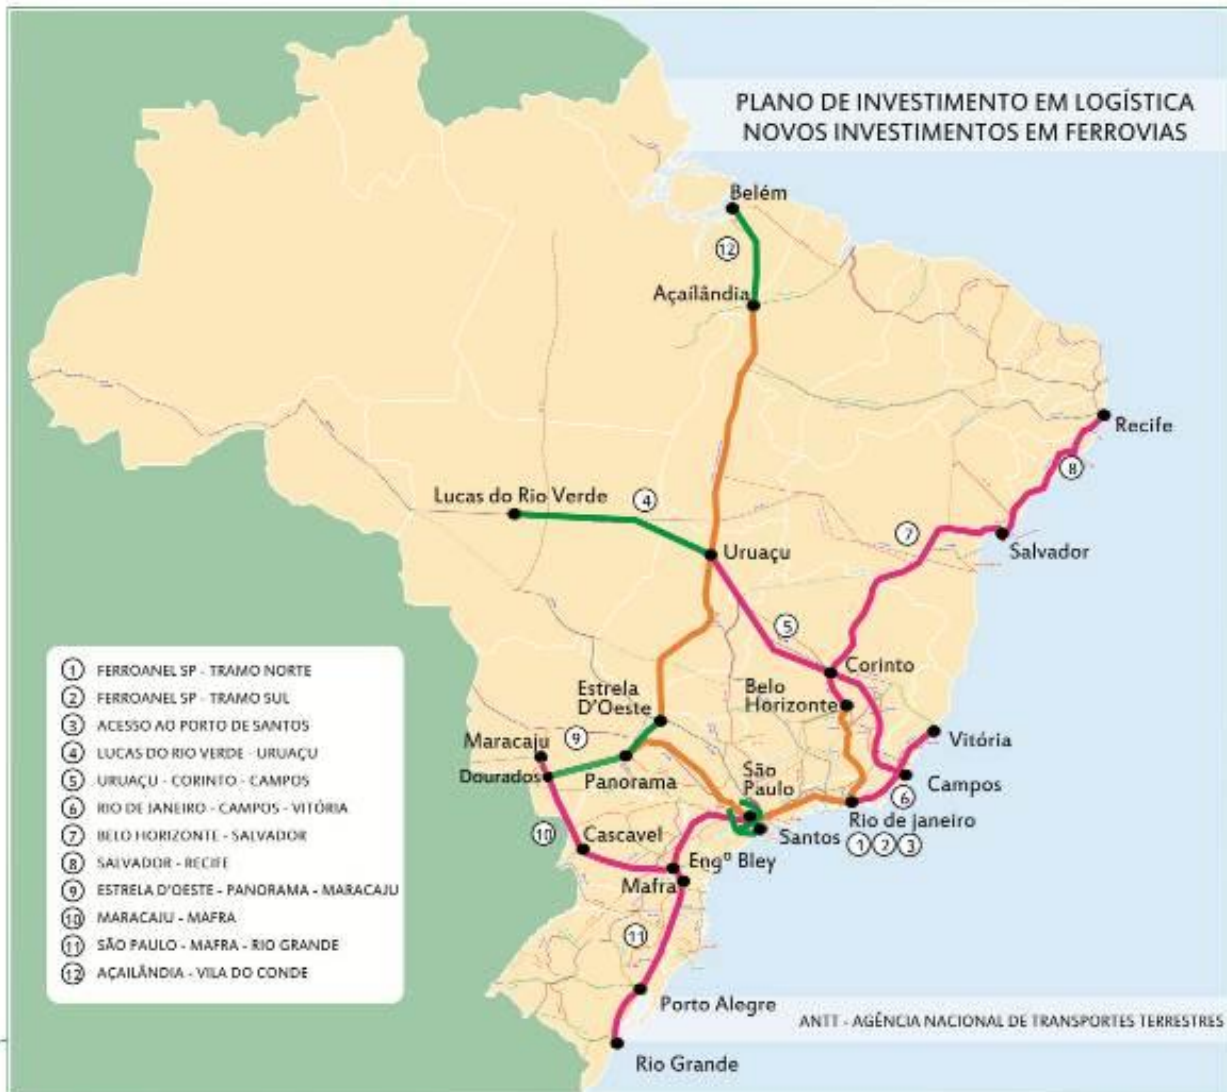 PLANO DE INVESTIMENTO EM LOGÍSTICA
NOVOS INVESTIMENTOS EM FERROVIAS
Belém
12
Açailândia
Recife
8
Lucas do Rio Verde
4
7
Salvador
Uruaçu
5
Corinto
Estrela
D'Oeste
Belo
Horizonte
9
Maracaju
Vitória
Dourados
Panorama
São
Paulo
Campos
6
10
Cascavel
Santos
Rio de janeiro
1 2 3
Engº Bley
Mafra
11
Porto Alegre
Rio Grande
1 FERROANEL SP - TRAMO NORTE
2 FERROANEL SP - TRAMO SUL
3 ACESSO AO PORTO DE SANTOS
4 LUCAS DO RIO VERDE - URUAÇU
5 URUAÇU - CORINTO - CAMPOS
6 RIO DE JANEIRO - CAMPOS - VITÓRIA
7 BELO HORIZONTE - SALVADOR
8 SALVADOR - RECIFE
9 ESTRELA D'OESTE - PANORAMA - MARACAJU
10 MARACAJU - MAFRA
11 SÃO PAULO - MAFRA - RIO GRANDE
12 AÇAILÂNDIA - VILA DO CONDE
ANTT - AGÊNCIA NACIONAL DE TRANSPORTES TERRESTRES